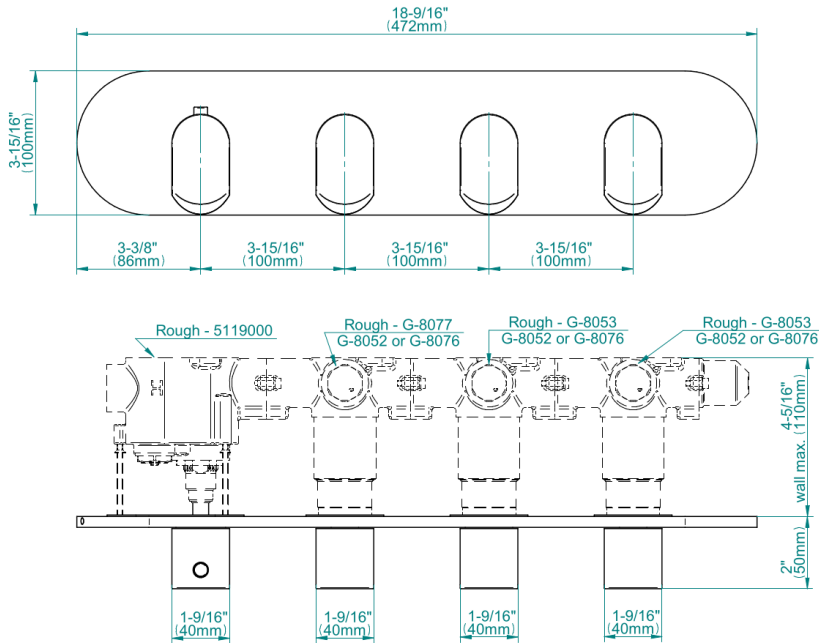 18-9/16"
(472mm)
3-15/16"
(100mm)
3-3/8"
(86mm)
3-15/16"
(100mm)
3-15/16"
(100mm)
3-15/16"
(100mm)
Rough - 5119000
Rough - G-8077
G-8052 or G-8076
Rough - G-8053
G-8052 or G-8076
Rough - G-8053
G-8052 or G-8076
4-5/16"
wall max. (110mm)
2"
(50mm)
1-9/16"
(40mm)
1-9/16"
(40mm)
1-9/16"
(40mm)
1-9/16"
(40mm)